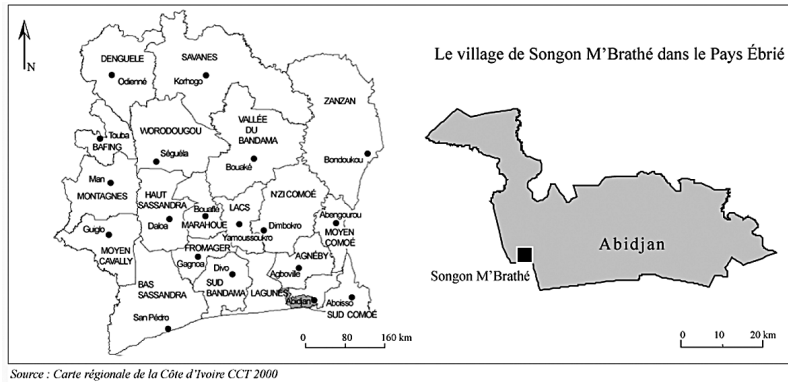 Le village de Songon M'Brathé dans le Pays Ébrié
N
DENGUELE
Odienné
SAVANES
Korhogo
ZANZAN
Bondoukou
Touba
BAFING
WORODOUGOU
Séguéla
VALLÉE
DU
BANDAMA
Bouaké
Man
MONTAGNES
HAUT
SASSANDRA
Daloa
Bouaflé
MARAHOUE
LACS
Yamoussoukro
N'ZI COMOÉ
Dimbokro
Abengourou
MOYEN
COMOÉ
Guiglo
MOYEN
CAVALLY
FROMAGER
Gagnoa
Divo
SUD
BANDAMA
LAGUNES
AGNÉBY
Agboville
BAS
SASSANDRA
San Pédro
Abidjan
Aboisso
SUD COMOÉ
0 80 160 km
Abidjan
Songon M'Brathé
0 10 20 km
Source : Carte régionale de la Côte d'Ivoire CCT 2000